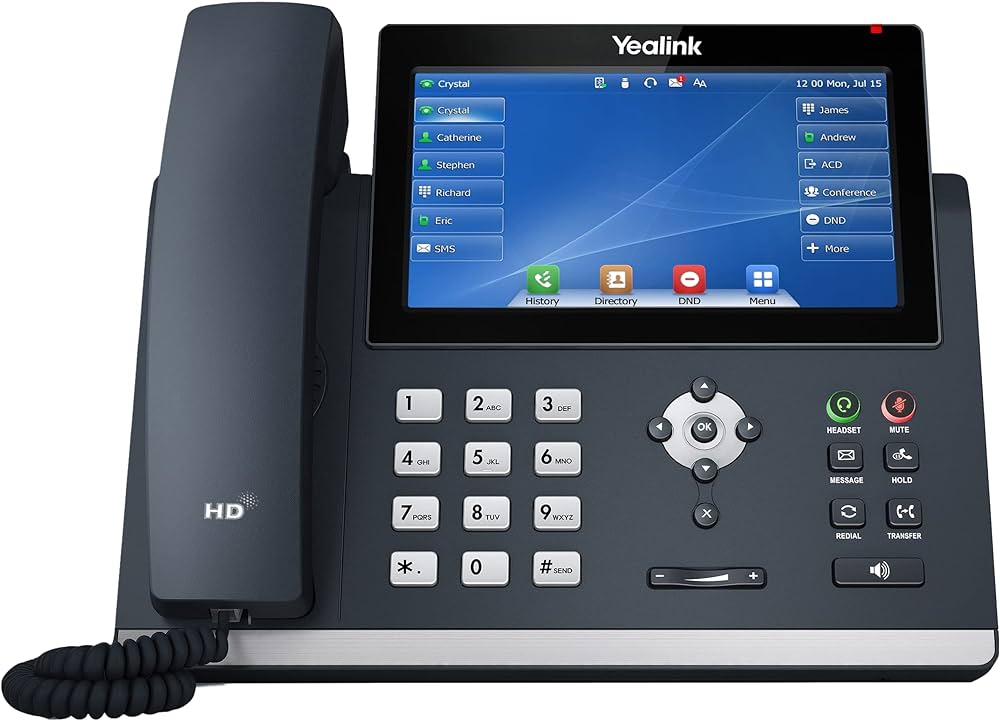 Yealink
Crystal
1
AA
12 00 Mon, Jul 15
Crystal
James
Catherine
Andrew
Stephen
ACD
Richard
Conference
Eric
DND
SMS
More
History
Directory
DND
Menu
1
2 ABC
3 DEF
4 GHI
5 JKL
6 MNO
7 PQRS
8 TUV
9 WXYZ
*.
0
# SEND
OK
X
- +
HEADSET
MUTE
MESSAGE
HOLD
REDIAL
TRANSFER
HD